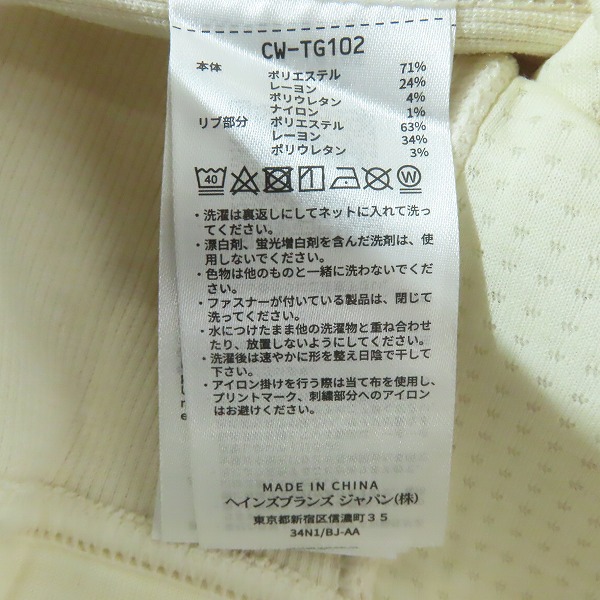 CW-TG102
本体 ポリエステル 71%
レーヨン 24%
ポリウレタン 4%
ナイロン 1%
リブ部分 ポリエステル 63%
レーヨン 34%
ポリウレタン 3%
40 W
・洗濯は裏返しにしてネットに入れて洗っ
てください。
・漂白剤、蛍光増白剤を含んだ洗剤は、使
用しないでください。
・色物は他のものと一緒に洗わないでくだ
さい。
・ファスナーが付いている製品は、閉じて
洗ってください。
・水につけたまま他の洗濯物と重ね合わせ
たり、放置しないようにしてください。
・洗濯後は速やかに形を整え日陰で干して
下さい。
・アイロン掛けを行う際は当て布を使用し、
プリントマーク、刺繍部分へのアイロン
はお避けください。
MADE IN CHINA
ヘインズブランズ ジャパン(株)
東京都新宿区信濃町35
34N1/BJ-AA